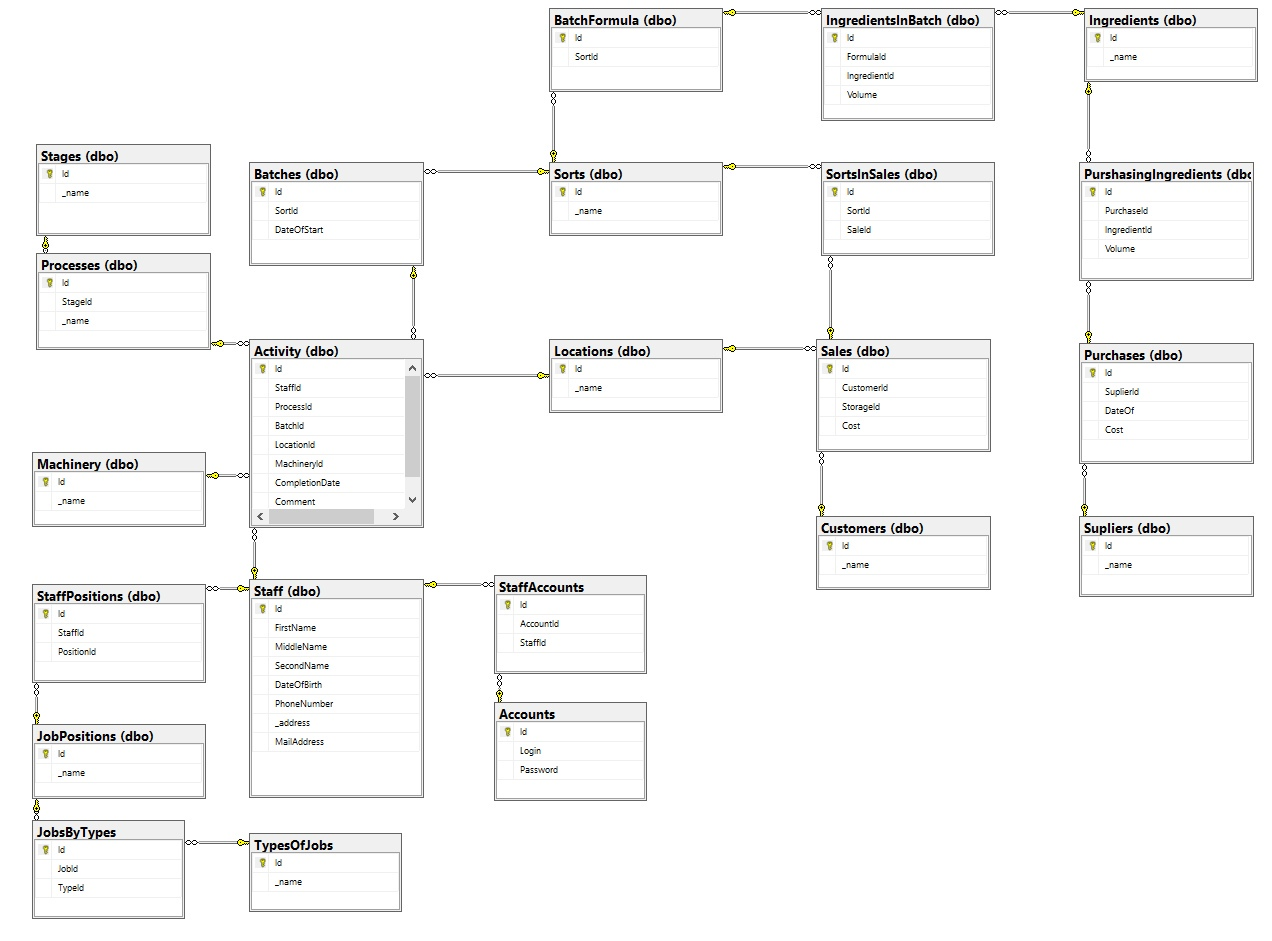 BatchFormula (dbo)
Id
SortId
IngredientsInBatch (dbo)
Id
FormulaId
IngredientId
Volume
Ingredients (dbo)
Id
_name
Stages (dbo)
Id
_name
Batches (dbo)
Id
SortId
DateOfStart
Sorts (dbo)
Id
_name
SortsInSales (dbo)
Id
SortId
SaleId
PurshasingIngredients (dbo
Id
PurchaseId
IngredientId
Volume
Processes (dbo)
Id
StageId
_name
Activity (dbo)
Id
StaffId
ProcessId
BatchId
LocationId
MachineryId
CompletionDate
Comment
Locations (dbo)
Id
_name
Sales (dbo)
Id
CustomerId
StorageId
Cost
Purchases (dbo)
Id
SuplierId
DateOf
Cost
Machinery (dbo)
Id
_name
Customers (dbo)
Id
_name
Supliers (dbo)
Id
_name
StaffPositions (dbo)
Id
StaffId
PositionId
Staff (dbo)
Id
FirstName
MiddleName
SecondName
DateOfBirth
PhoneNumber
_address
MailAddress
StaffAccounts
Id
AccountId
StaffId
Accounts
Id
Login
Password
JobPositions (dbo)
Id
_name
JobsByTypes
Id
JobId
TypeId
TypesOfJobs
Id
_name